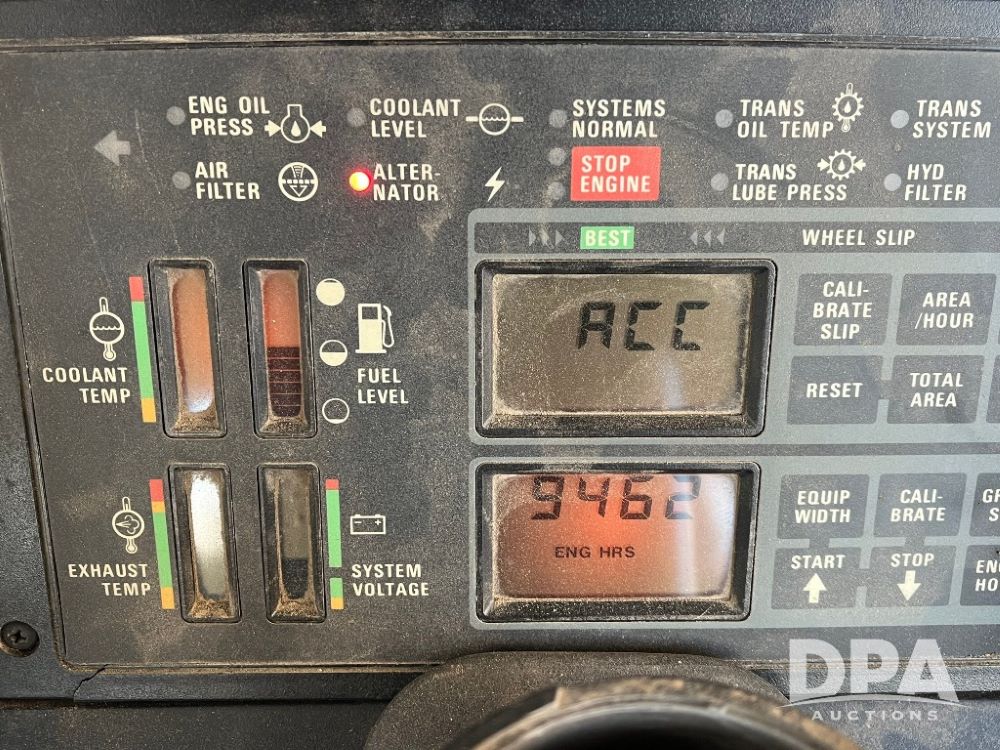 ENG OIL
PRESS
COOLANT
LEVEL
SYSTEMS
NORMAL
TRANS
OIL TEMP
TRANS
SYSTEM
AIR
FILTER
ALTER-
NATOR
STOP
ENGINE
TRANS
LUBE PRESS
HYD
FILTER
BEST
WHEEL SLIP
COOLANT
TEMP
FUEL
LEVEL
ACC
CALI-
BRATE
SLIP
AREA
/HOUR
RESET
TOTAL
AREA
EXHAUST
TEMP
SYSTEM
VOLTAGE
9462
ENG HRS
EQUIP
WIDTH
CALI-
BRATE
START
STOP
DPA
AUCTIONS